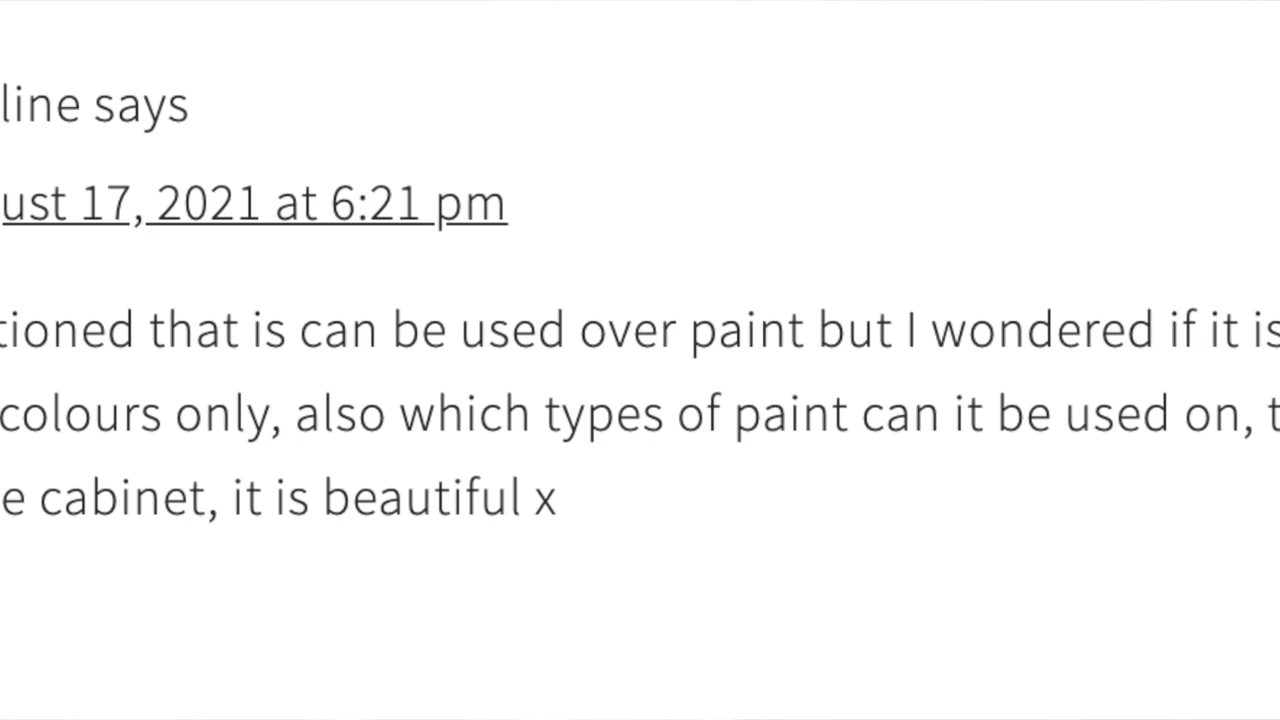 line says
ust 17, 2021 at 6:21 pm
tioned that is can be used over paint but I wondered if it is
colours only, also which types of paint can it be used on, t
e cabinet, it is beautiful x